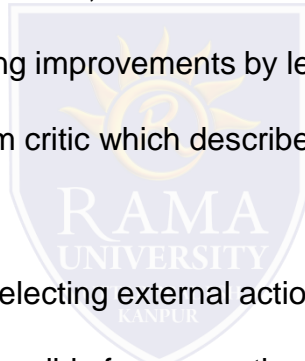 ng improvements by le
m critic which describe
R
RAMA
UNIVERSITY
electing external actio
KANPUR